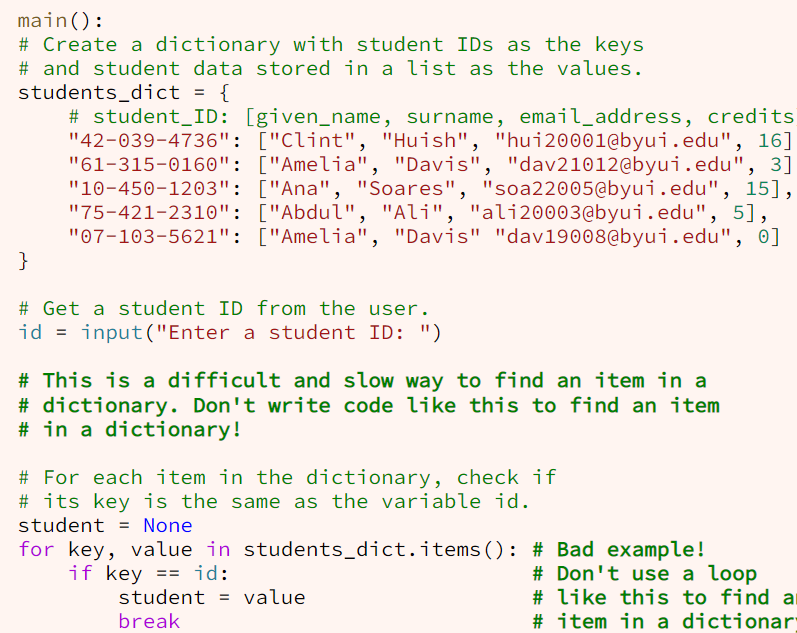 main():
# Create a dictionary with student IDs as the keys
# and student data stored in a list as the values.
students_dict = {
# student_ID: [given_name, surname, email_address, credits
"42-039-4736": ["Clint", "Huish", "hui20001@byui.edu", 16]
"61-315-0160": ["Amelia", "Davis", "dav21012@byui.edu", 3]
"10-450-1203": ["Ana", "Soares", "soa22005@byui.edu", 15],
"75-421-2310": ["Abdul", "Ali", "ali20003@byui.edu", 5],
"07-103-5621": ["Amelia", "Davis" "dav19008@byui.edu", 0]
}
# Get a student ID from the user.
id = input("Enter a student ID: ")
# This is a difficult and slow way to find an item in a
# dictionary. Don't write code like this to find an item
# in a dictionary!
# For each item in the dictionary, check if
# its key is the same as the variable id.
student = None
for key, value in students_dict.items(): # Bad example!
if key == id: # Don't use a loop
student = value # like this to find a
break # item in a dictionar